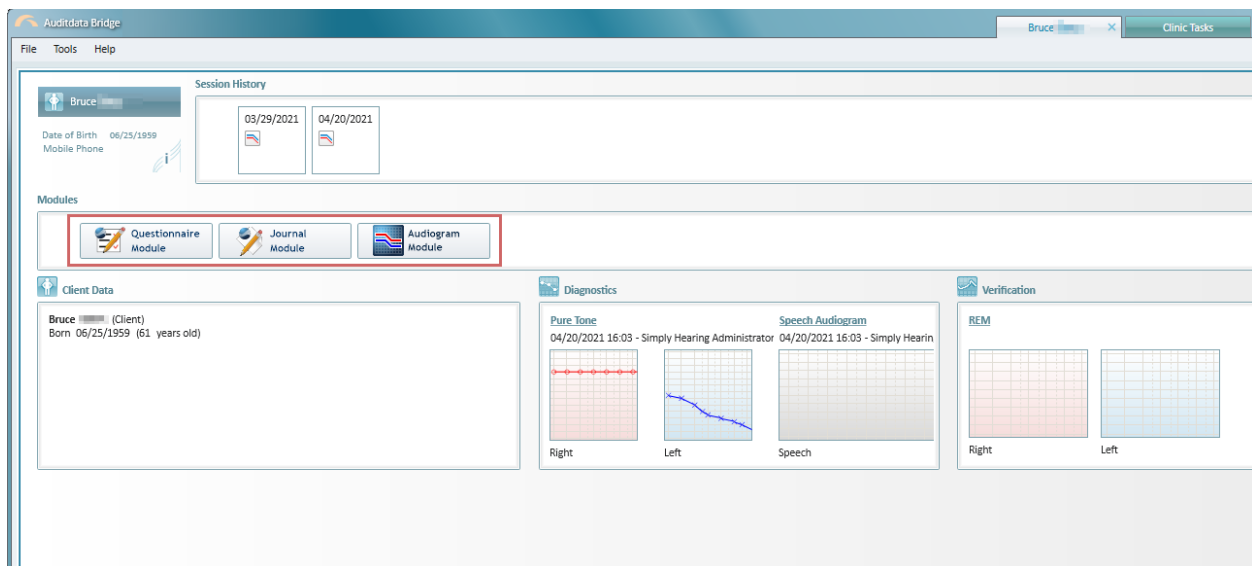 Auditdata Bridge
Bruce
Clinic Tasks
File Tools Help
Session History
Bruce
03/29/2021 04/20/2021
Date of Birth 06/25/1959
Mobile Phone
i
Modules
Questionnaire
Module
Journal
Module
Audiogram
Module
Client Data
Bruce (Client)
Born 06/25/1959 (61 years old)
Diagnostics
Pure Tone
04/20/2021 16:03 - Simply Hearing Administrator
Right
Left
Speech Audiogram
04/20/2021 16:03 - Simply Hearin
Speech
Verification
REM
Right
Left